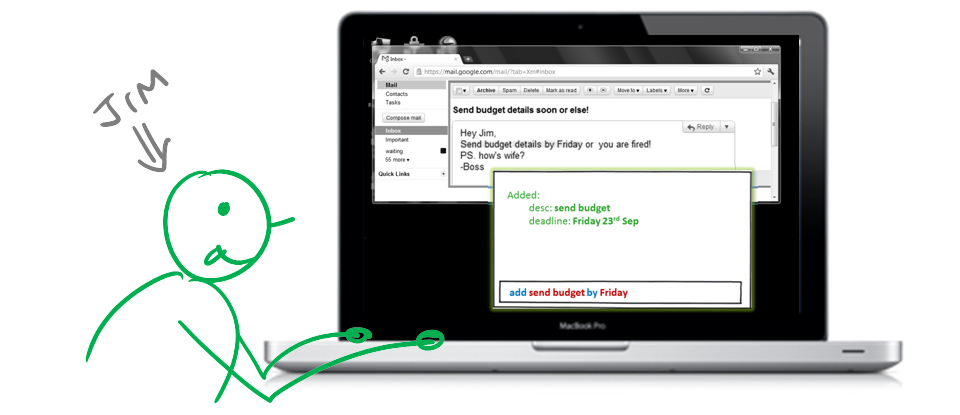 JIM
Inbox -
https://mail.google.com/mail/?tab=Xm#inbox
Mail
Contacts
Tasks
Compose mail
Inbox
Important
waiting
55 more ▾
Quick Links
Archive Spam Delete Mark as read Move to ▾ Labels ▾ More ▾
Send budget details soon or else!
Reply
Hey Jim,
Send budget details by Friday or you are fired!
PS. how's wife?
-Boss
Added:
desc: send budget
deadline: Friday 23rd Sep
add send budget by Friday
MacBook Pro